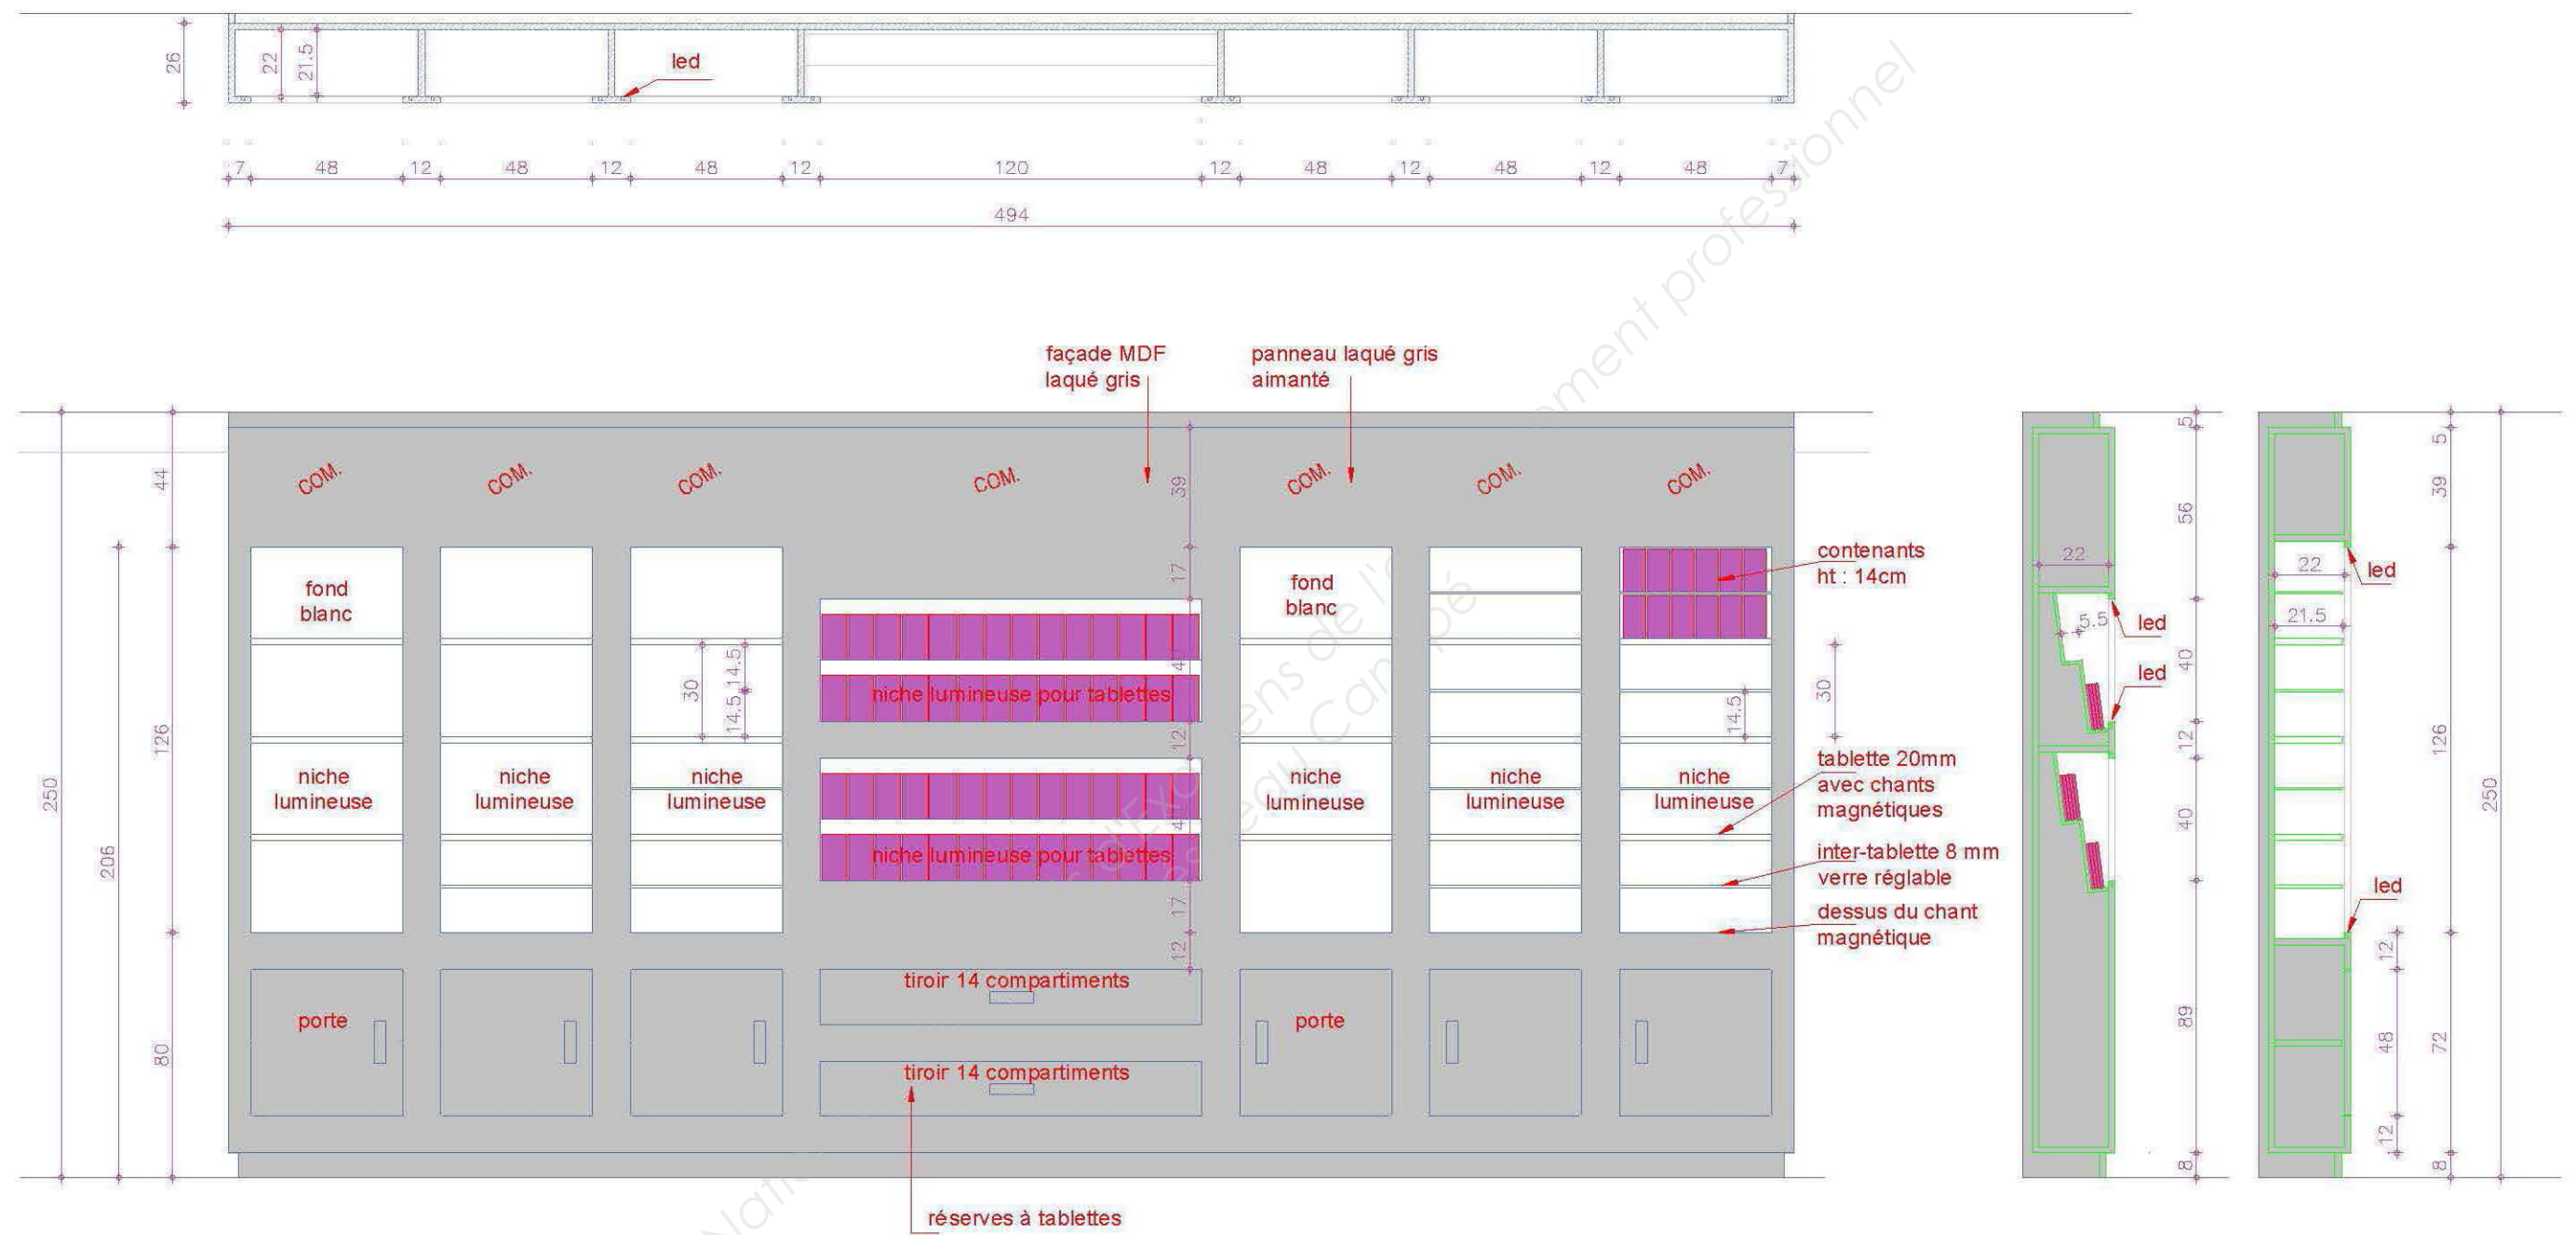 led
26
22
21.5
7 48 12 48 12 48 12 120 12 48 12 48 12 48 7
494
façade MDF
laqué gris
panneau laqué gris
aimanté
COM. COM. COM. COM. COM. COM. COM.
250
206
44
126
80
fond
blanc
niche
lumineuse
niche
lumineuse
30
14.5 14.5
niche
lumineuse
39
17
niche lumineuse pour tablettes
12
niche lumineuse pour tablettes
17
12
fond
blanc
niche
lumineuse
niche
lumineuse
14.5
niche
lumineuse
30
contenants
ht : 14cm
tablette 20mm
avec chants
magnétiques
inter-tablette 8 mm
verre réglable
dessus du chant
magnétique
porte
tiroir 14 compartiments
tiroir 14 compartiments
porte
réserves à tablettes
22
5.5
led
led
5
56
40
12
40
89
8
22
21.5
led
led
12
48
12
5
39
126
72
8
250